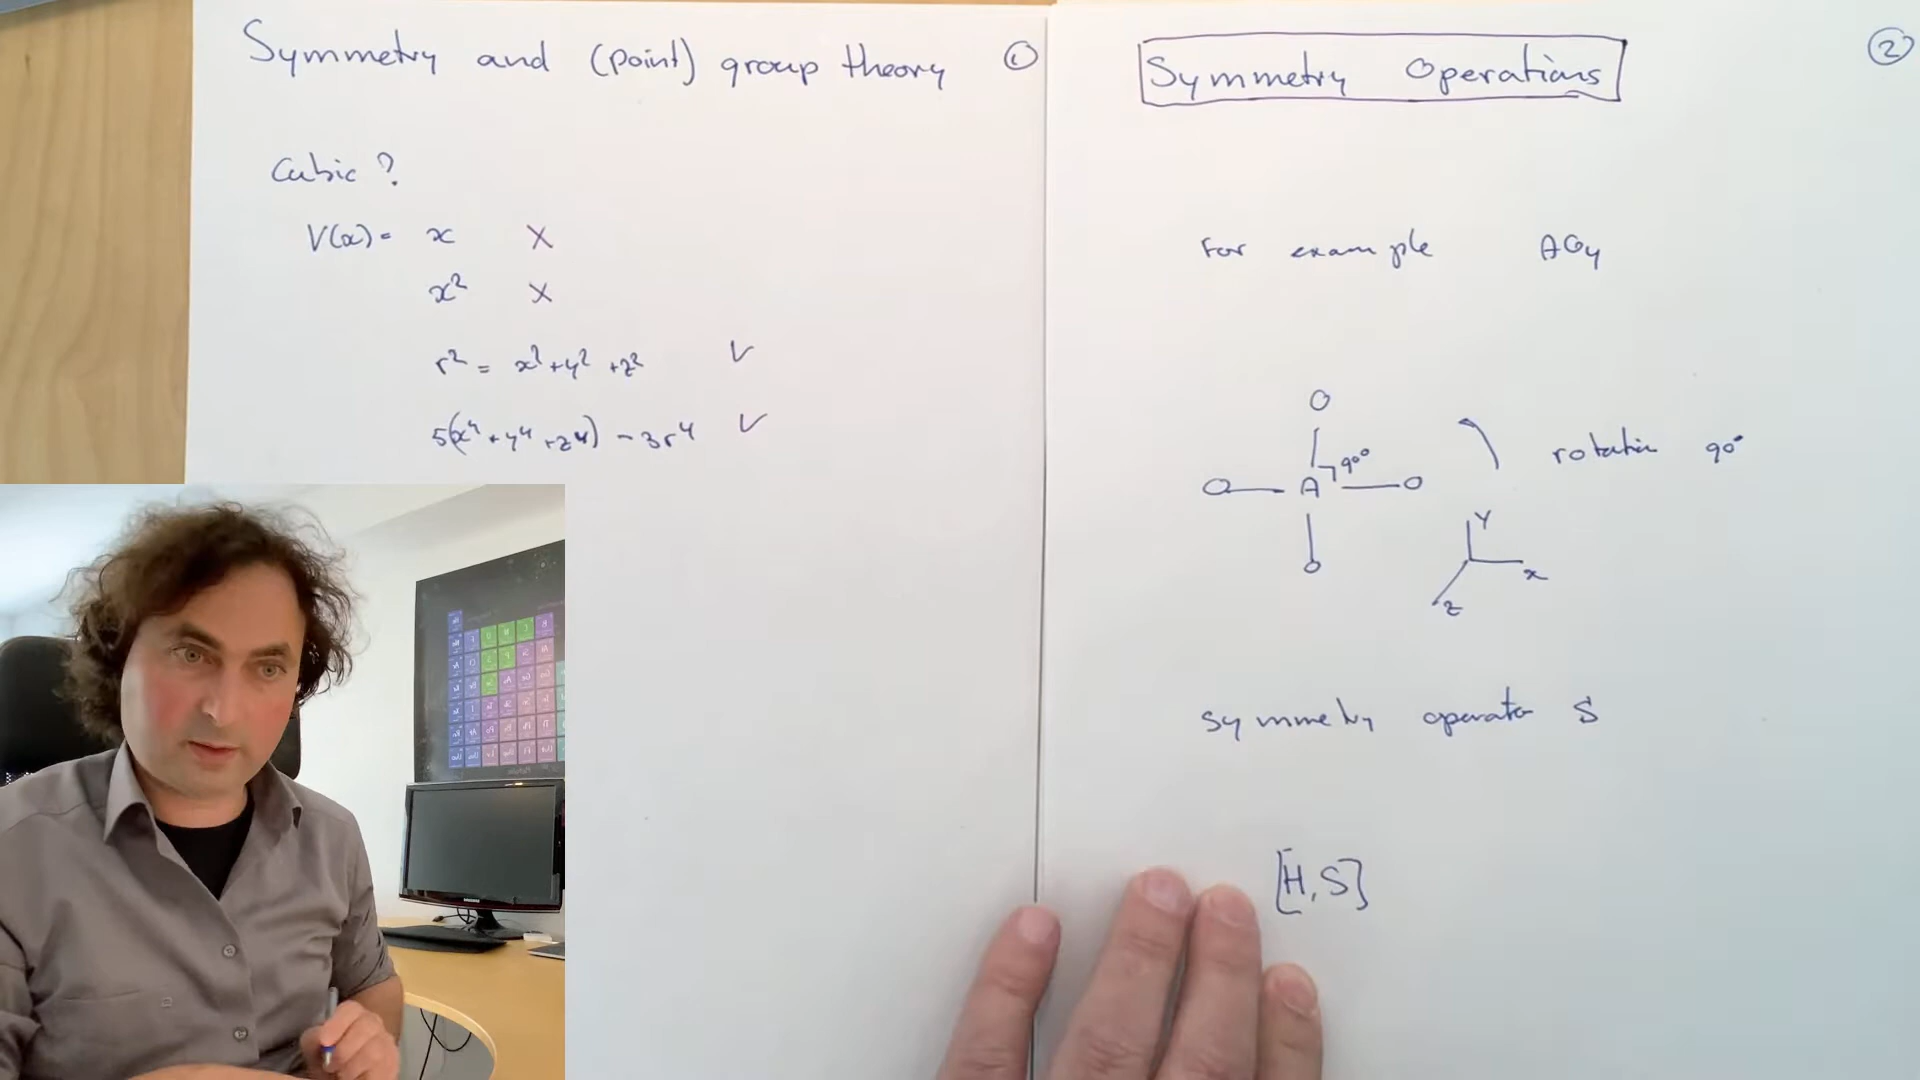 Symmetry and (point) group theory ①
Cubic ?
V(x) = x X
x² X
r² = x² + y² + z² ✓
5(x⁴ + y⁴ + z⁴) - 3r⁴ ✓
Symmetry Operations ②
For example AO₄
O
90°
O A O
O
rotation 90°
y
x
z
symmetry operator S
[H, S]